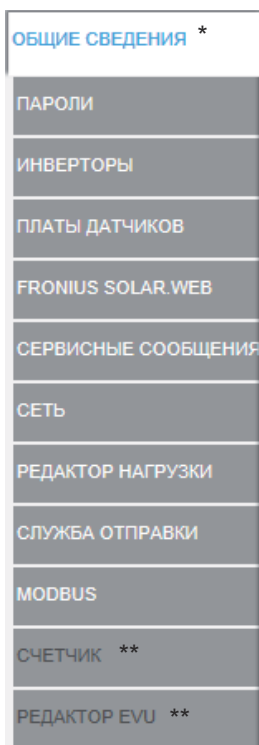 ОБЩИЕ СВЕДЕНИЯ *
ПАРОЛИ
ИНВЕРТОРЫ
ПЛАТЫ ДАТЧИКОВ
FRONIUS SOLAR.WEB
СЕРВИСНЫЕ СООБЩЕНИЯ
СЕТЬ
РЕДАКТОР НАГРУЗКИ
СЛУЖБА ОТПРАВКИ
MODBUS
СЧЕТЧИК **
РЕДАКТОР EVU **